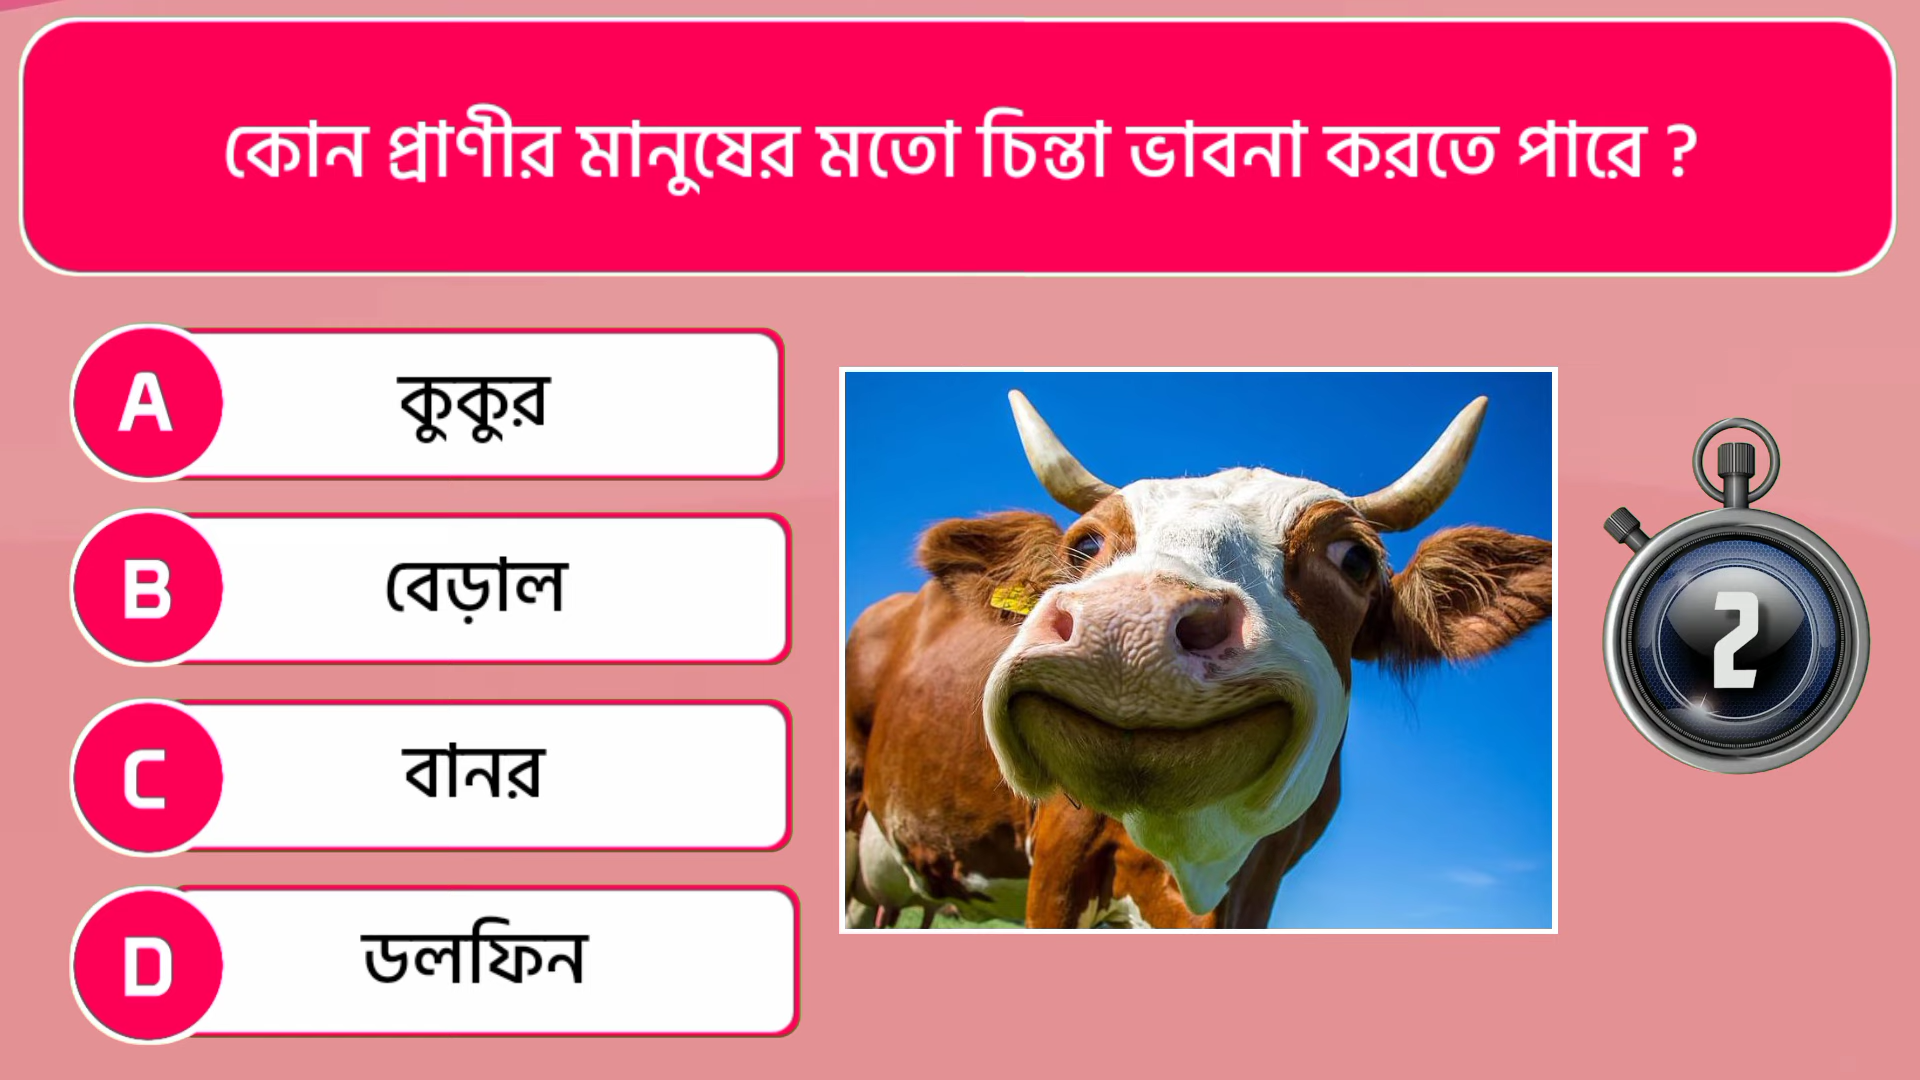 কোন প্রাণীর মানুষের মতো চিন্তা ভাবনা করতে পারে ?
A কুকুর
B বেড়াল
C বানর
D ডলফিন
2